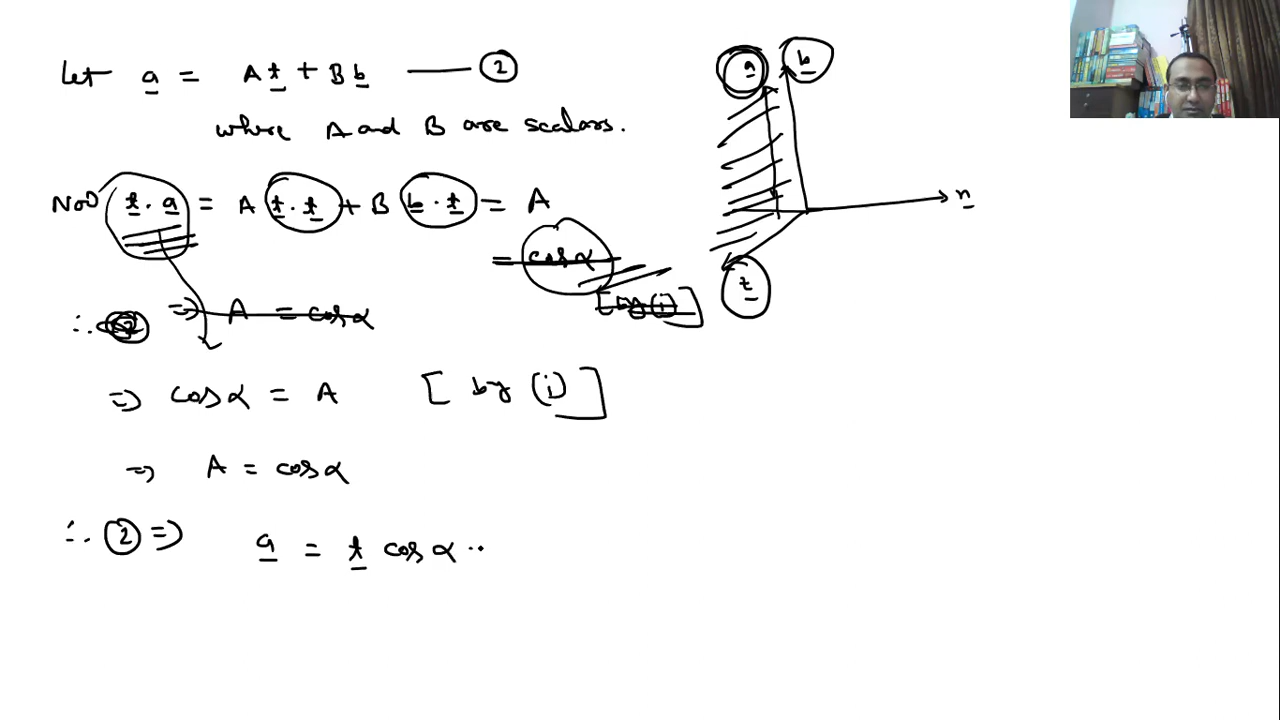 Let a = A t + B b —— ②
where A and B are scalars.
Now t . a = A t . t + B b . t = A
= cos α
[by (i)]
∴ ② ⇒ A = cos α
⇒ cos α = A [ by (i) ]
⇒ A = cos α
∴ ② ⇒ a = t cos α ..
a b
n
t